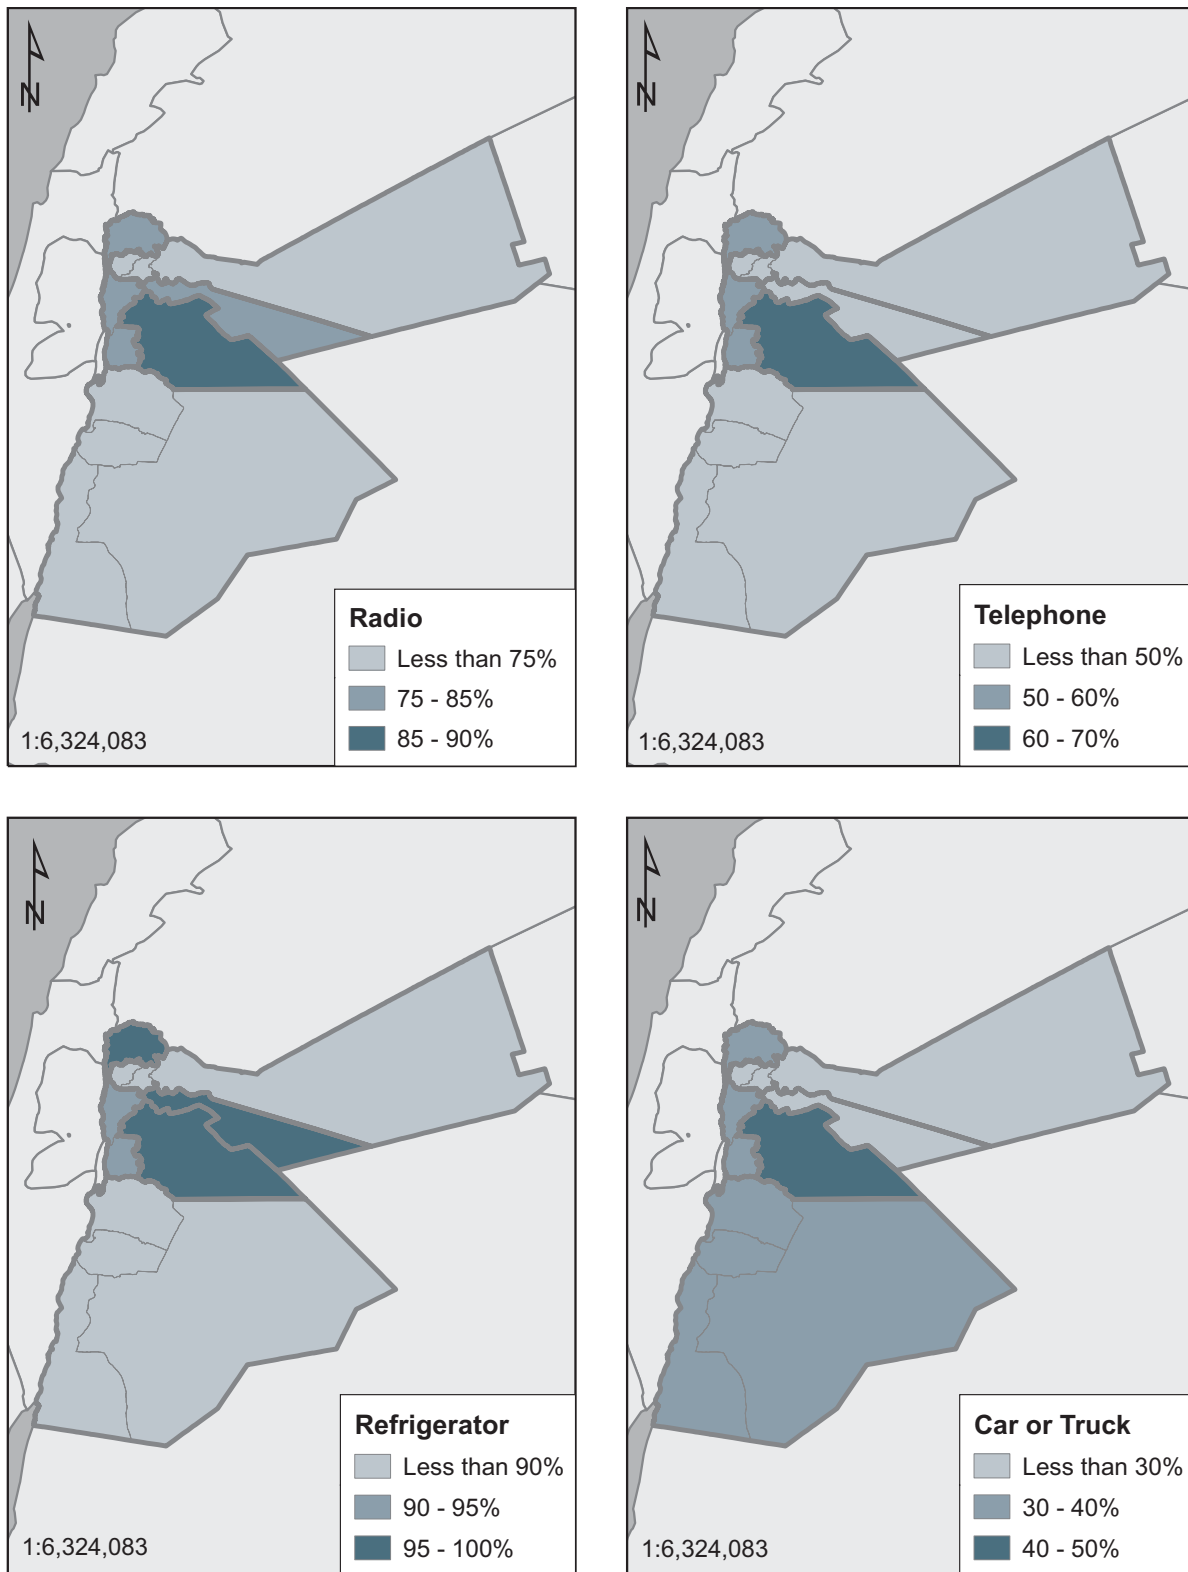 N
Radio
Less than 75%
75 - 85%
85 - 90%
1:6,324,083
N
Telephone
Less than 50%
50 - 60%
60 - 70%
1:6,324,083
N
Refrigerator
Less than 90%
90 - 95%
95 - 100%
1:6,324,083
N
Car or Truck
Less than 30%
30 - 40%
40 - 50%
1:6,324,083